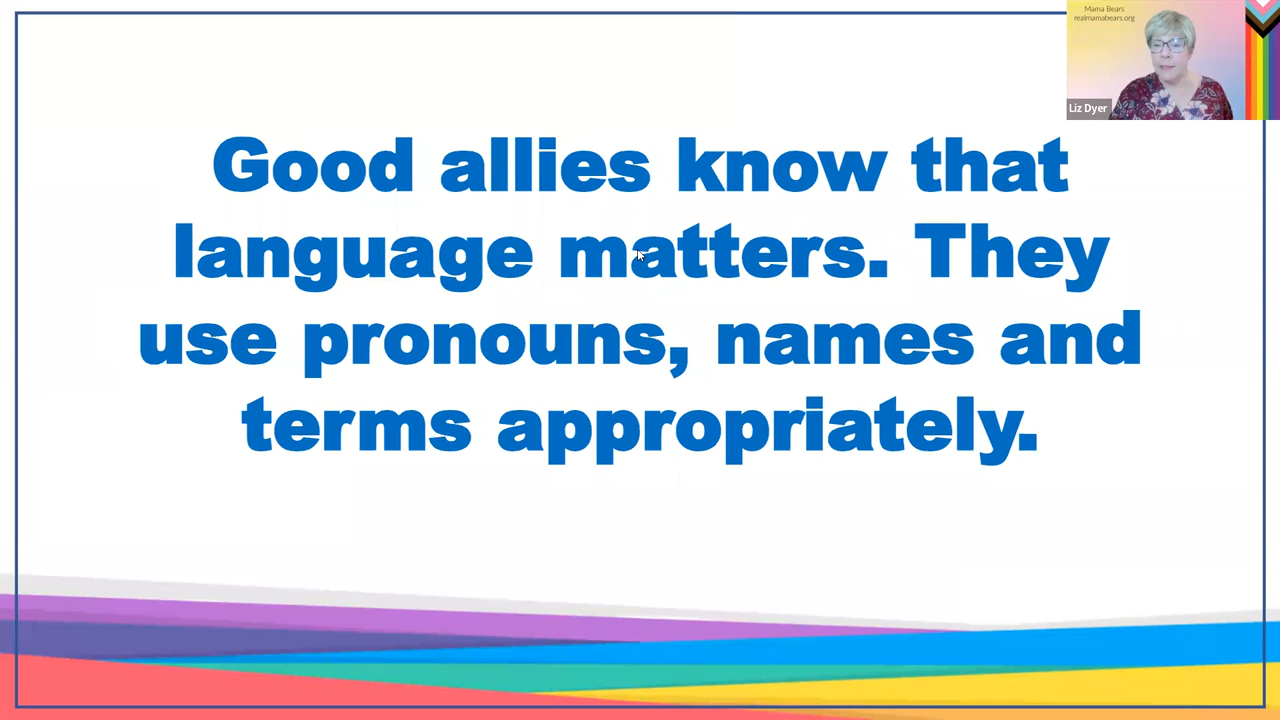 Mama Bears
realmamabears.org
Liz Dyer
Good allies know that
language matters. They
use pronouns, names and
terms appropriately.